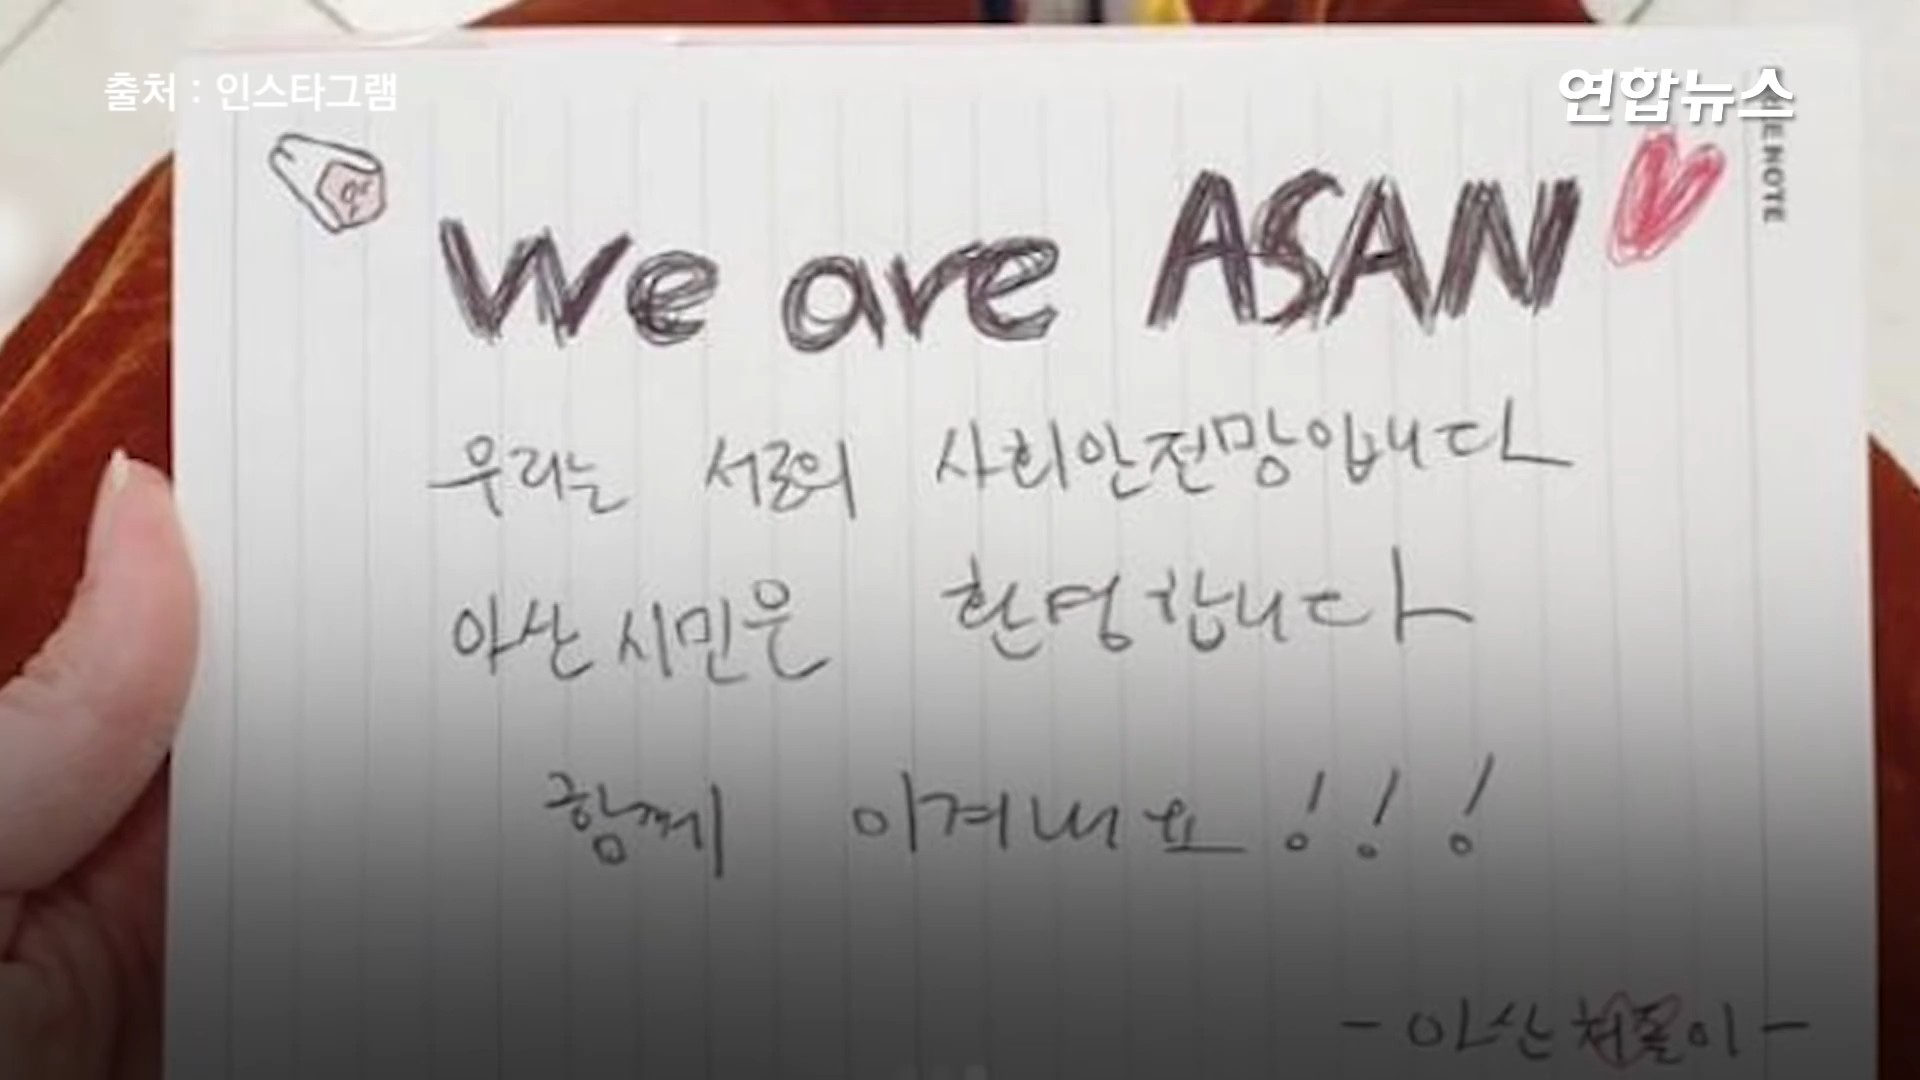 출처 : 인스타그램
연합뉴스
ENOTE
We are ASAN
우리는 서로의 사회안전망입니다
아산시민은 환영합니다
함께 이겨내요!!!
- 아산 이 -